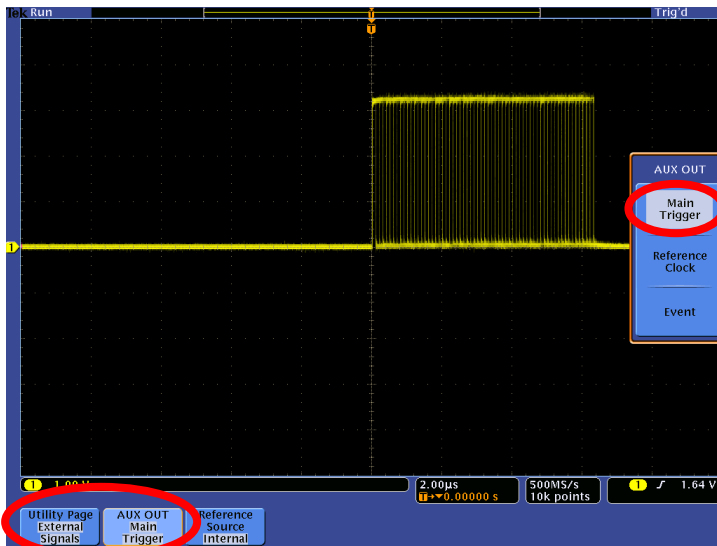 Tek Run
Trig'd
T
T
AUX OUT
Main
Trigger
Reference
Clock
Event
1
1
2.00µs
T→▼0.00000 s
500MS/s
10k points
1
1.64 V
Utility Page
External
Signals
AUX OUT
Main
Trigger
Reference
Source
Internal